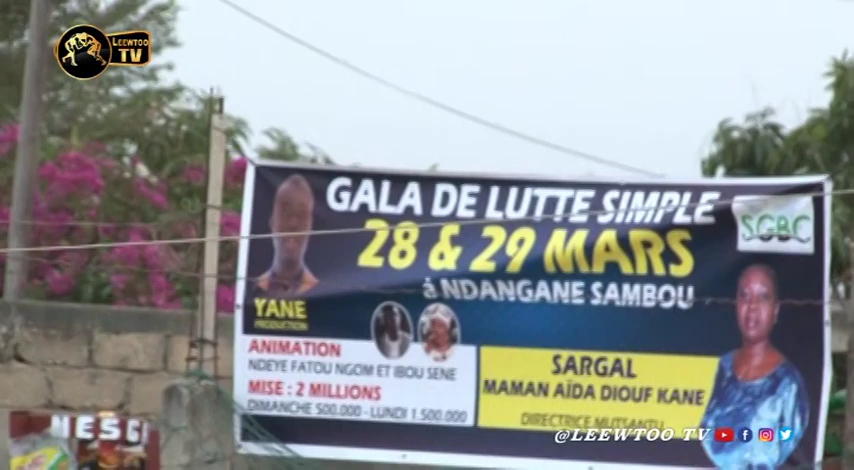 LEEWTOO
TV
GALA DE LUTTE SIMPLE
SGBC
28 & 29 MARS
à NDANGANE SAMBOU
YANE
PRODUCTION
ANIMATION
NDEYE FATOU NGOM ET IBOU SENE
MISE : 2 MILLIONS
DIMANCHE 500.000 - LUNDI 1.500.000
SARGAL
MAMAN AÏDA DIOUF KANE
DIRECTRICE MUTSANTU
NESC
@LEEWTOO TV